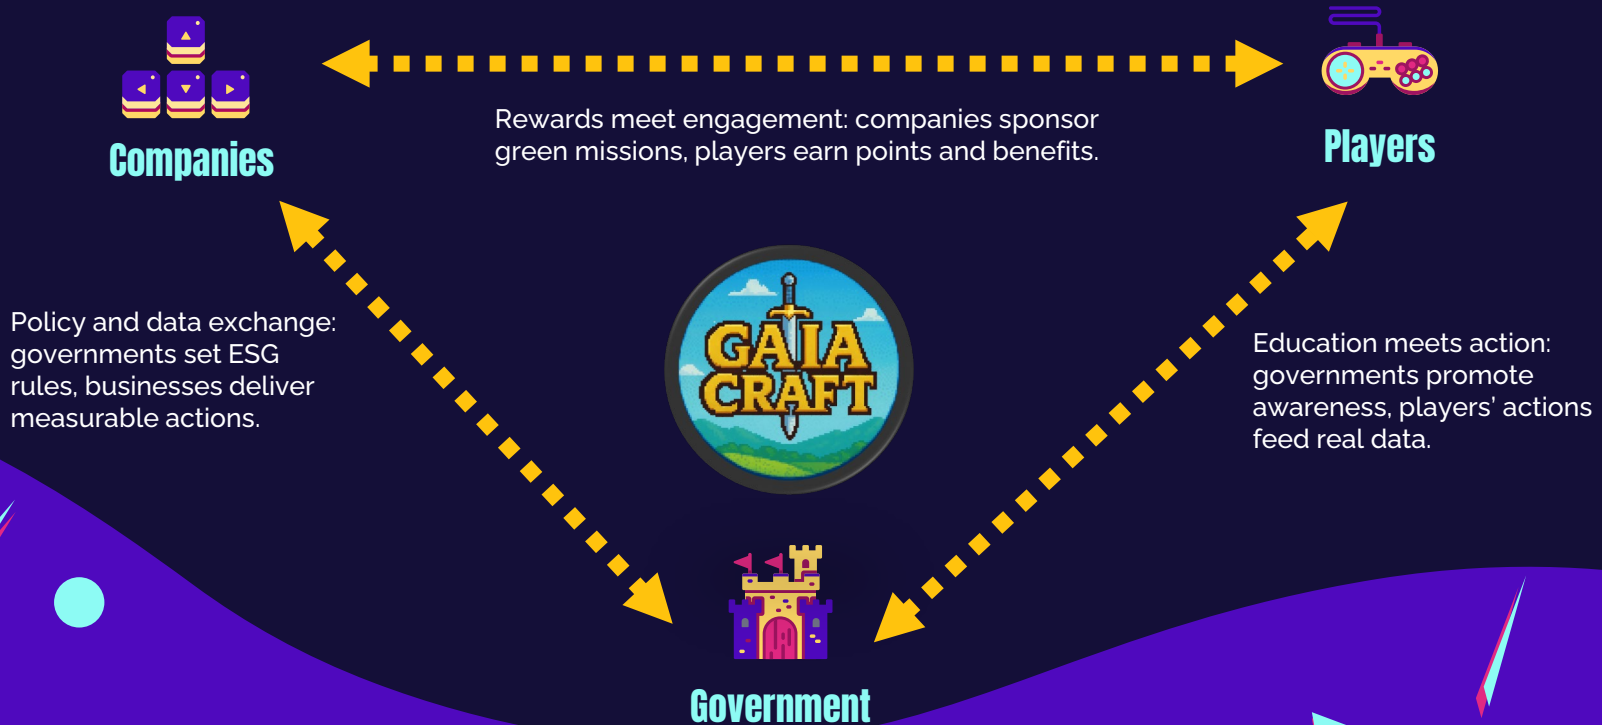 Companies
Rewards meet engagement: companies sponsor
green missions, players earn points and benefits.
Players
Policy and data exchange:
governments set ESG
rules, businesses deliver
measurable actions.
GAIA
CRAFT
Education meets action:
governments promote
awareness, players’ actions
feed real data.
Government